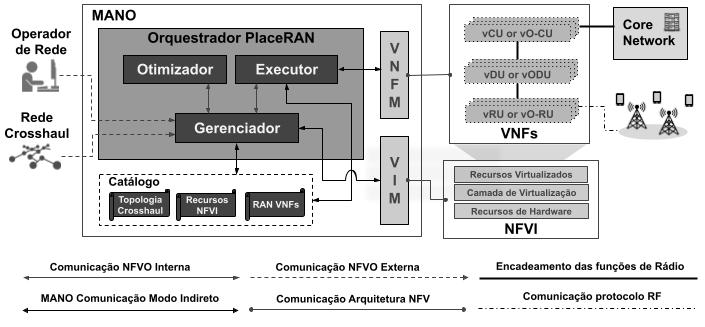 MANO
Orquestrador PlaceRAN
Otimizador
Executor
Gerenciador
Operador
de Rede
Rede
Crosshaul
Catálogo
Topologia
Crosshaul
Recursos
NFVI
RAN VNFs
V
N
F
M
V
I
M
vCU or vO-CU
vDU or vODU
vRU or vO-RU
VNFs
Core
Network
Recursos Virtualizados
Camada de Virtualização
Recursos de Hardware
NFVI
Comunicação NFVO Interna
Comunicação NFVO Externa
Encadeamento das funções de Rádio
MANO Comunicação Modo Indireto
Comunicação Arquitetura NFV
Comunicação protocolo RF